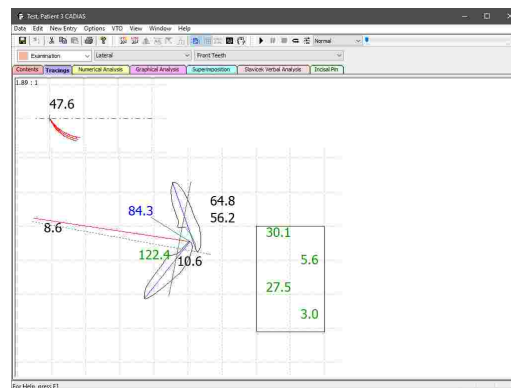 Test, Patient 3 CADIAS
Data Edit New Entry Options VTO View Window Help
Normal
Examination Lateral Front Teeth
Contents Tracings Numerical Analysis Graphical Analysis Superimposition Slavicek Verbal Analysis Incisal Pin
1.89 : 1
47.6
64.8
84.3
56.2
8.6
30.1
122.4
10.6
5.6
27.5
3.0
For Help, press F1